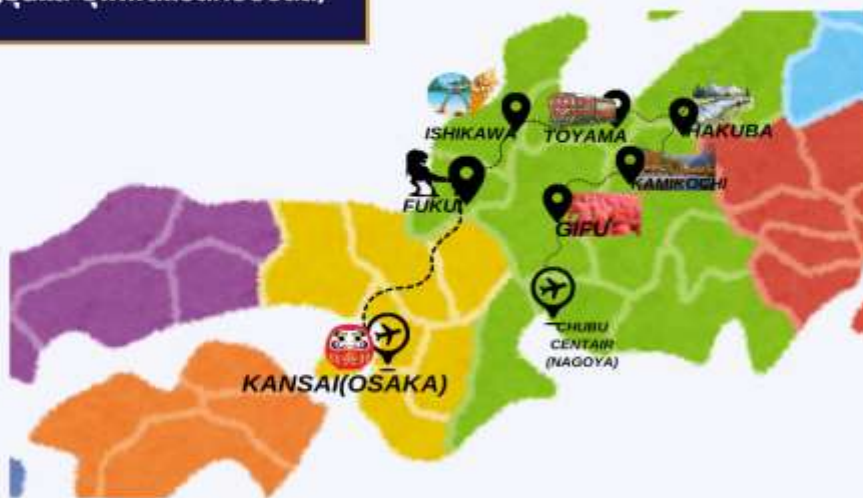 ISHIKAWA
TOYAMA
HAKUBA
KAMIKOCHI
FUKUI
GIFU
CHUBU
CENTAIR
(NAGOYA)
KANSAI(OSAKA)